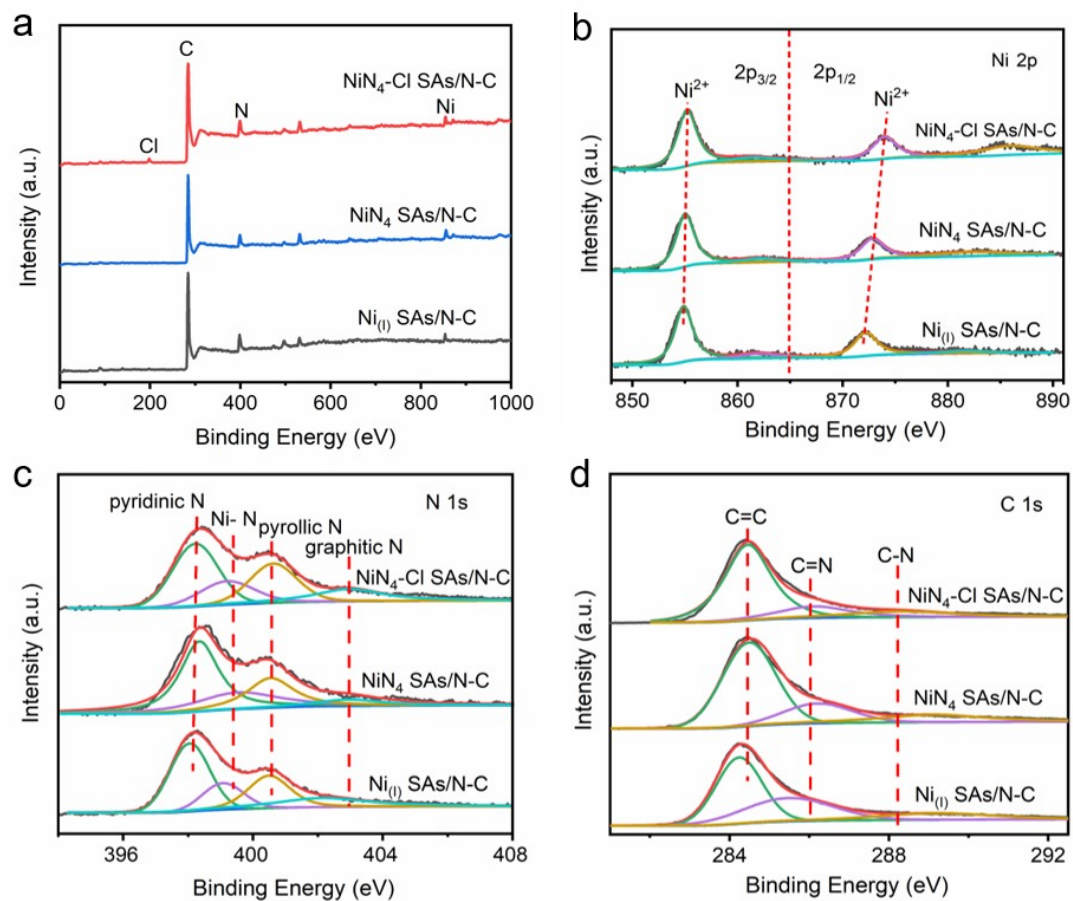 a
C
NiN4-Cl SAs/N-C
N
Ni
Cl
NiN4 SAs/N-C
Ni(I) SAs/N-C
0 200 400 600 800 1000
Binding Energy (eV)
Intensity (a.u.)
b
Ni 2p
2p3/2 2p1/2
Ni2+
Ni2+
NiN4-Cl SAs/N-C
NiN4 SAs/N-C
Ni(I) SAs/N-C
850 860 870 880 890
Binding Energy (eV)
Intensity (a.u.)
c
N 1s
pyridinic N
Ni- N
pyrollic N
graphitic N
NiN4-Cl SAs/N-C
NiN4 SAs/N-C
Ni(I) SAs/N-C
396 400 404 408
Binding Energy (eV)
Intensity (a.u.)
d
C 1s
C=C
C=N
C-N
NiN4-Cl SAs/N-C
NiN4 SAs/N-C
Ni(I) SAs/N-C
284 288 292
Binding Energy (eV)
Intensity (a.u.)